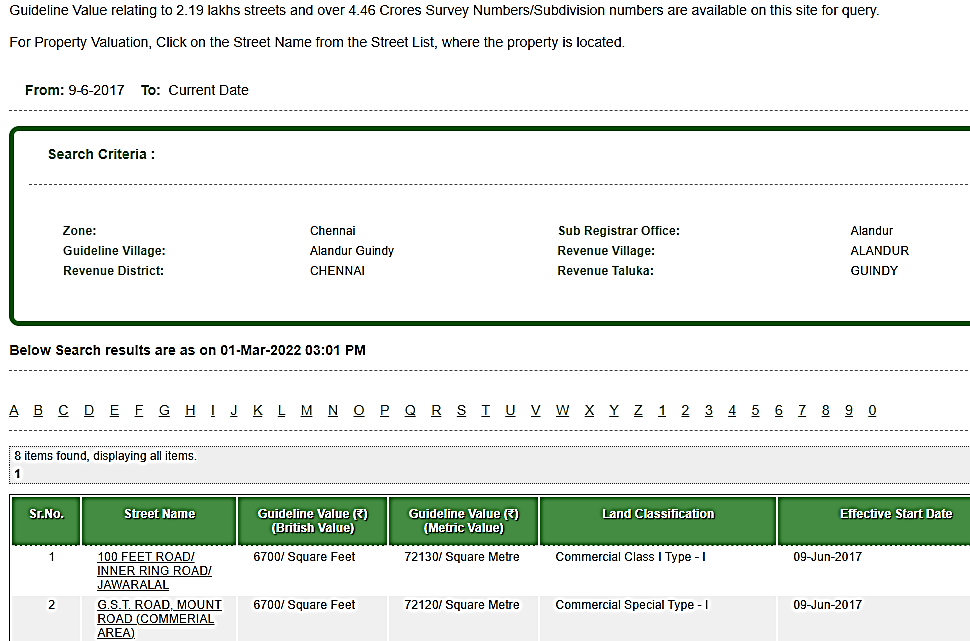 Guideline Value relating to 2.19 lakhs streets and over 4.46 Crores Survey Numbers/Subdivision numbers are available on this site for query.
For Property Valuation, Click on the Street Name from the Street List, where the property is located.
From: 9-6-2017 To: Current Date
Search Criteria :
Zone: Chennai Sub Registrar Office: Alandur
Guideline Village: Alandur Guindy Revenue Village: ALANDUR
Revenue District: CHENNAI Revenue Taluka: GUINDY
Below Search results are as on 01-Mar-2022 03:01 PM
A B C D E F G H I J K L M N O P Q R S T U V W X Y Z 1 2 3 4 5 6 7 8 9 0
8 items found, displaying all items.
1
Sr.No. Street Name Guideline Value (₹) (British Value) Guideline Value (₹) (Metric Value) Land Classification Effective Start Date
1 100 FEET ROAD/ 6700/ Square Feet 72130/ Square Metre Commercial Class I Type - I 09-Jun-2017
INNER RING ROAD/
JAWARALAL
2 G.S.T. ROAD, MOUNT 6700/ Square Feet 72120/ Square Metre Commercial Special Type - I 09-Jun-2017
ROAD (COMMERIAL
AREA)